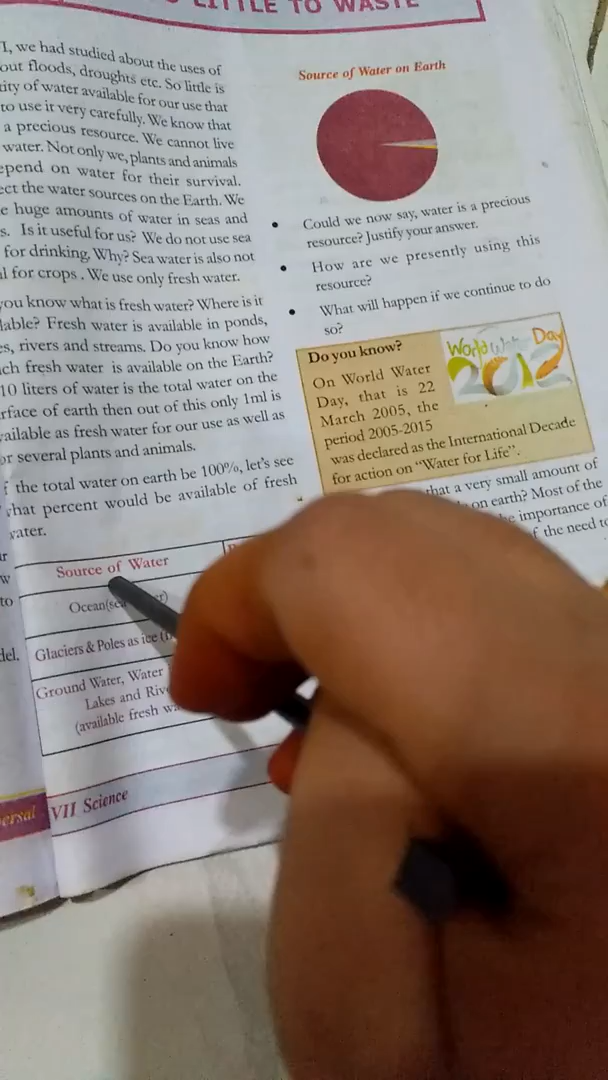 LITTLE TO WASTE
I, we had studied about the uses of
out floods, droughts etc. So little is
tity of water available for our use that
to use it very carefully. We know that
a precious resource. We cannot live
water. Not only we, plants and animals
epend on water for their survival.
ect the water sources on the Earth. We
e huge amounts of water in seas and
s. Is it useful for us? We do not use sea
for drinking, Why? Sea water is also not
l for crops . We use only fresh water.
you know what is fresh water? Where is it
lable? Fresh water is available in ponds,
es, rivers and streams. Do you know how
ch fresh water is available on the Earth?
10 liters of water is the total water on the
rface of earth then out of this only 1ml is
vailable as fresh water for our use as well as
or several plants and animals.
f the total water on earth be 100%, let's see
what percent would be available of fresh
water.
Source of Water
Ocean(sea er)
Glaciers & Poles as ice
Ground Water, Water
Lakes and Riv
(available fresh wa
ersal VII Science
Source of Water on Earth
• Could we now say, water is a precious
resource? Justify your answer.
• How are we presently using this
resource?
• What will happen if we continue to do
so?
Do you know?
World Water Day
2012
On World Water
Day, that is 22
March 2005, the
period 2005-2015
was declared as the International Decade
for action on “Water for Life”.
that a very small amount of
on earth? Most of the
e importance of
f the need to
r
w
to
del.